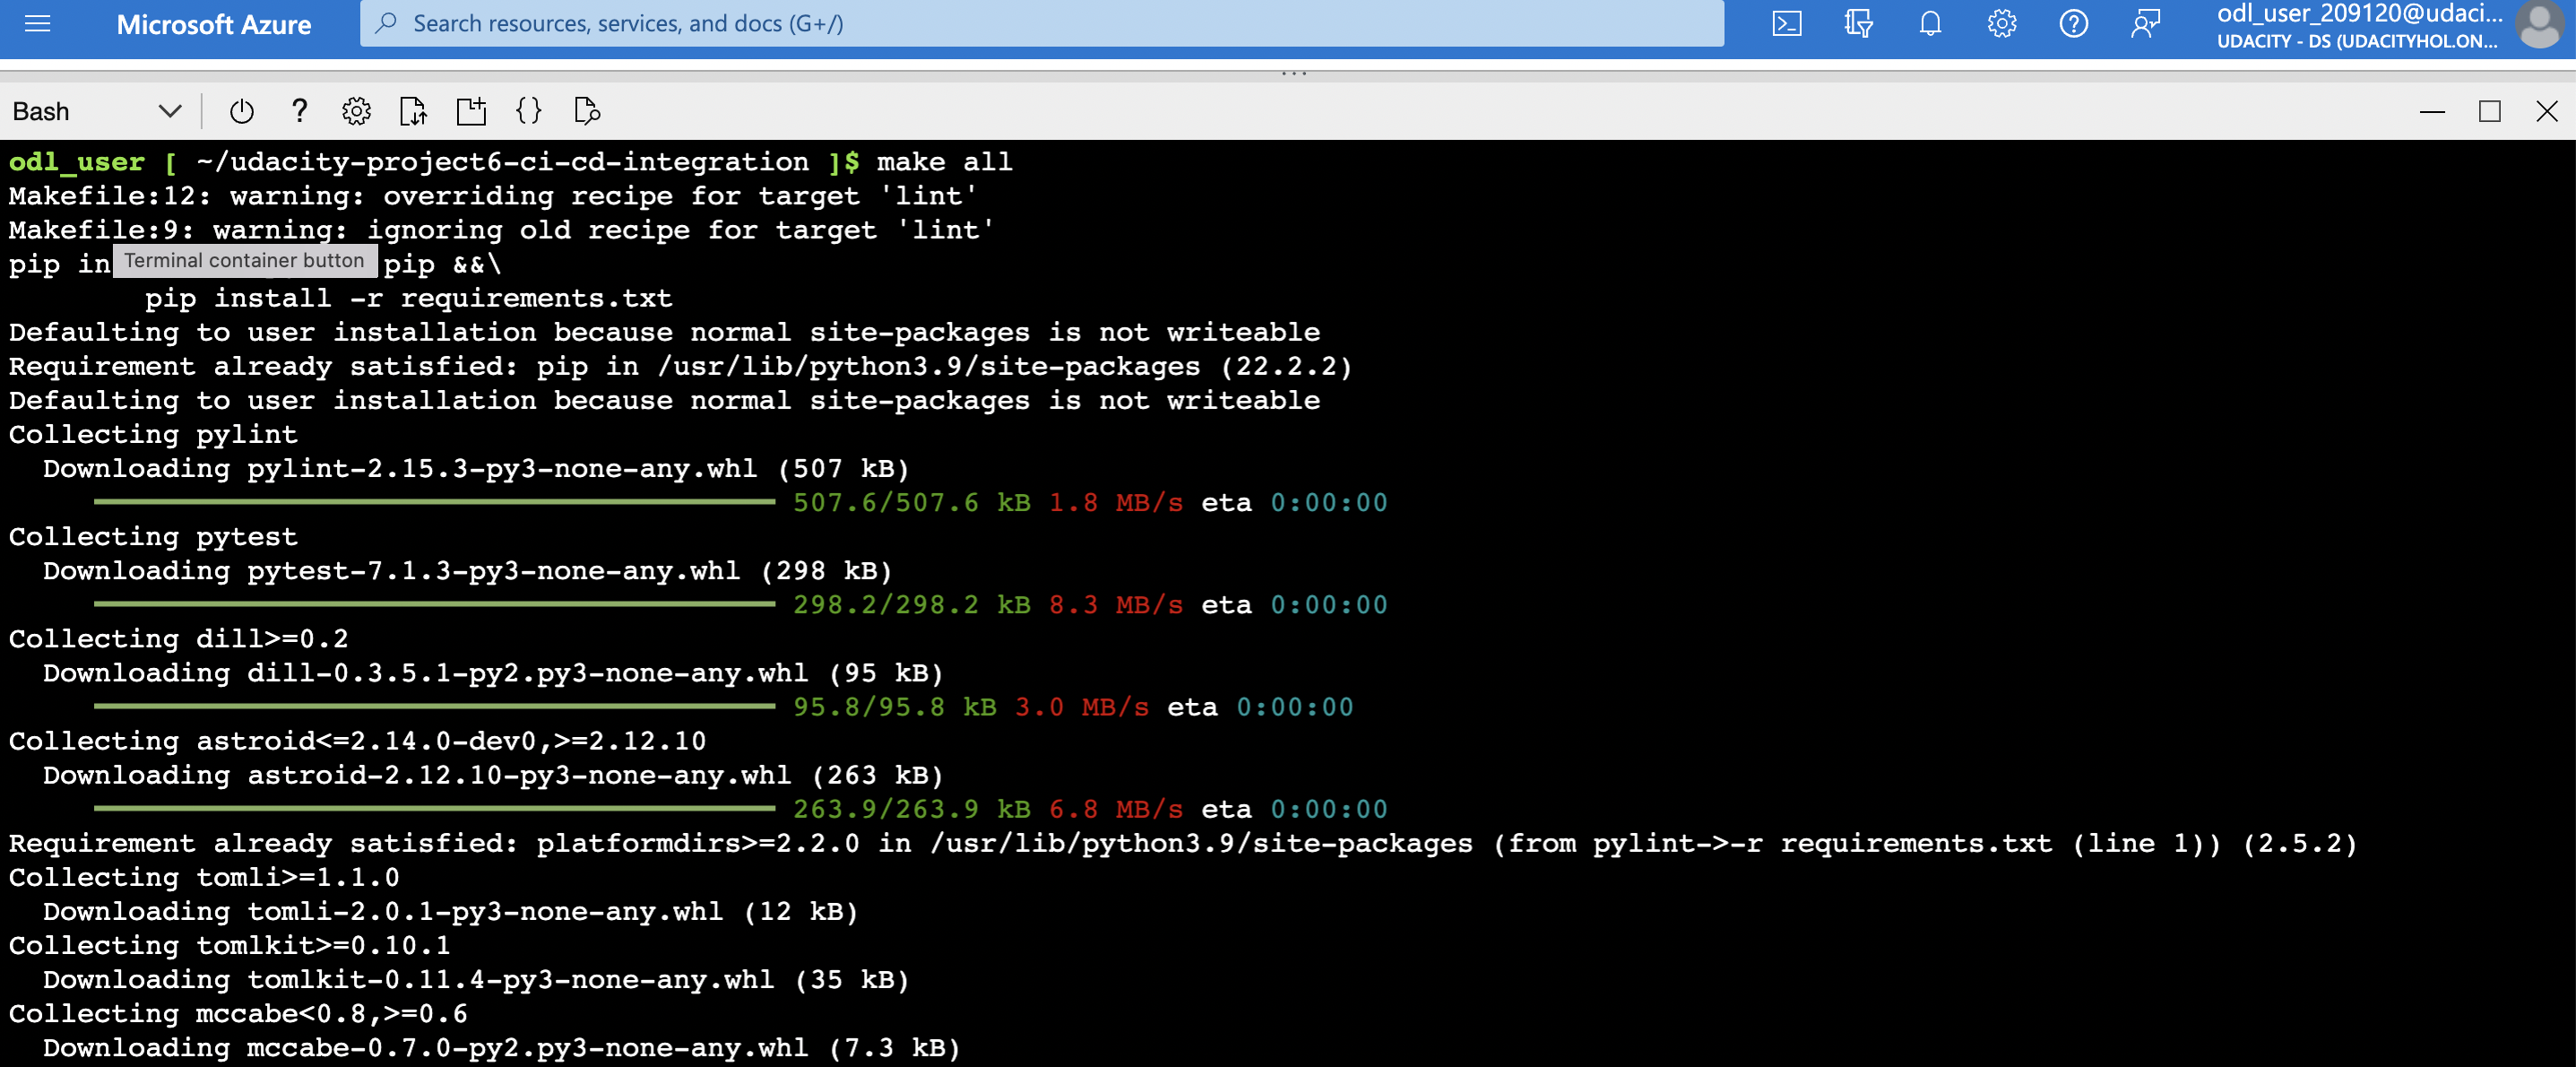 Microsoft Azure
Search resources, services, and docs (G+/)
odl_user_209120@udaci...
UDACITY - DS (UDACITYHOL.ON...
Bash
odl_user [ ~/udacity-project6-ci-cd-integration ]$ make all
Makefile:12: warning: overriding recipe for target 'lint'
Makefile:9: warning: ignoring old recipe for target 'lint'
pip in Terminal container button pip &&\
pip install -r requirements.txt
Defaulting to user installation because normal site-packages is not writeable
Requirement already satisfied: pip in /usr/lib/python3.9/site-packages (22.2.2)
Defaulting to user installation because normal site-packages is not writeable
Collecting pylint
Downloading pylint-2.15.3-py3-none-any.whl (507 kB)
507.6/507.6 kB 1.8 MB/s eta 0:00:00
Collecting pytest
Downloading pytest-7.1.3-py3-none-any.whl (298 kB)
298.2/298.2 kB 8.3 MB/s eta 0:00:00
Collecting dill>=0.2
Downloading dill-0.3.5.1-py2.py3-none-any.whl (95 kB)
95.8/95.8 kB 3.0 MB/s eta 0:00:00
Collecting astroid<=2.14.0-dev0,>=2.12.10
Downloading astroid-2.12.10-py3-none-any.whl (263 kB)
263.9/263.9 kB 6.8 MB/s eta 0:00:00
Requirement already satisfied: platformdirs>=2.2.0 in /usr/lib/python3.9/site-packages (from pylint->-r requirements.txt (line 1)) (2.5.2)
Collecting tomli>=1.1.0
Downloading tomli-2.0.1-py3-none-any.whl (12 kB)
Collecting tomlkit>=0.10.1
Downloading tomlkit-0.11.4-py3-none-any.whl (35 kB)
Collecting mccabe<0.8,>=0.6
Downloading mccabe-0.7.0-py2.py3-none-any.whl (7.3 kB)